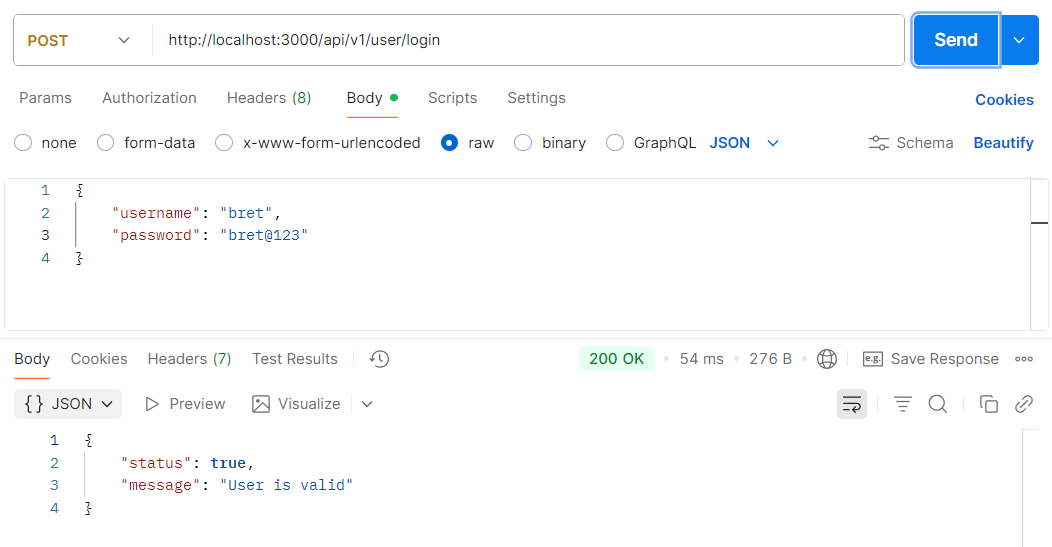 POST http://localhost:3000/api/v1/user/login Send
Params Authorization Headers (8) Body Scripts Settings Cookies
none form-data x-www-form-urlencoded raw binary GraphQL JSON Schema Beautify
1 {
2 "username": "bret",
3 "password": "bret@123"
4 }
Body Cookies Headers (7) Test Results 200 OK • 54 ms • 276 B • e.g. Save Response
{} JSON Preview Visualize
1 {
2 "status": true,
3 "message": "User is valid"
4 }